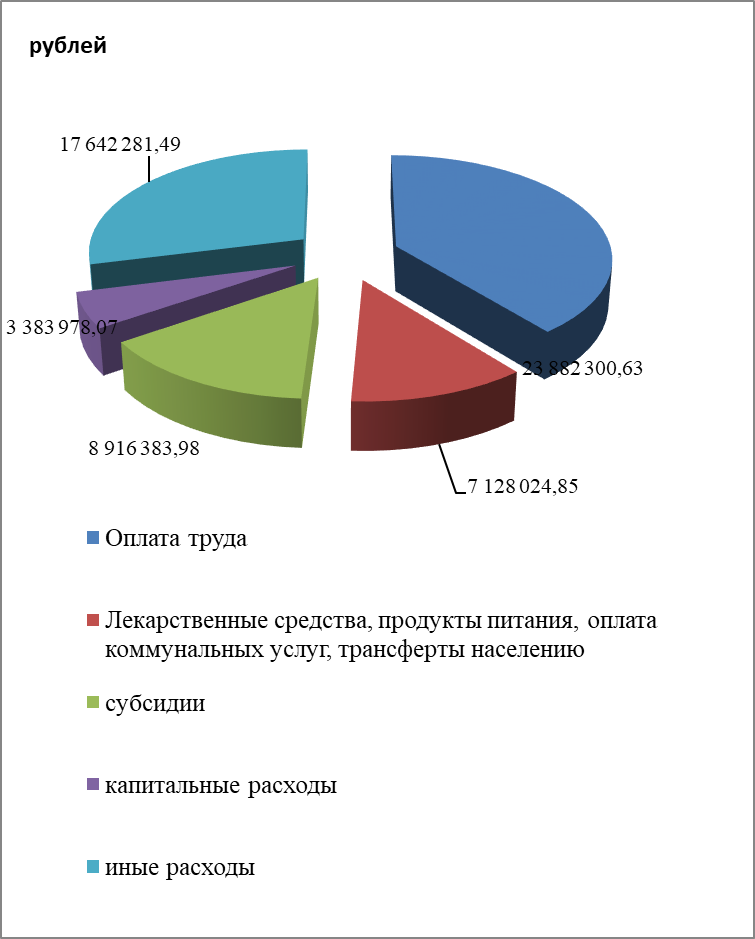 рублей
17 642 281,49
3 383 978,07
23 882 300,63
8 916 383,98
7 128 024,85
Оплата труда
Лекарственные средства, продукты питания, оплата
коммунальных услуг, трансферты населению
субсидии
капитальные расходы
иные расходы